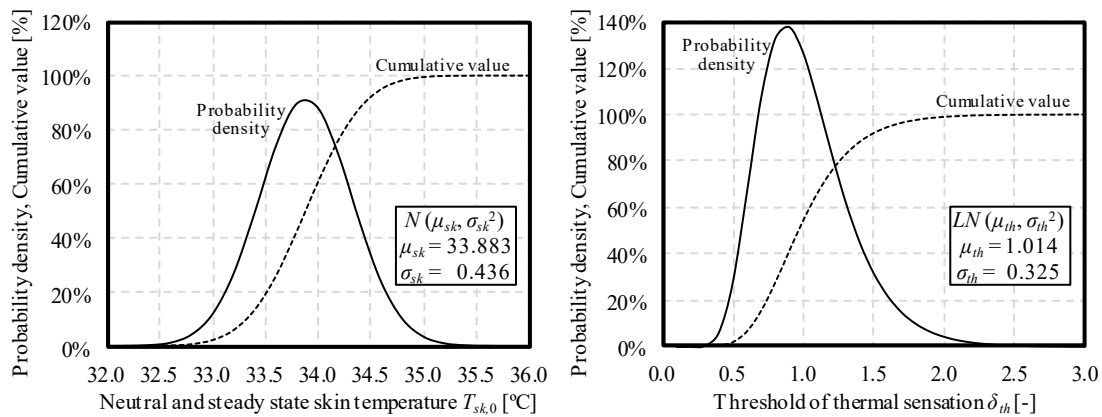 120%
100%
80%
60%
40%
20%
0%
32.0 32.5 33.0 33.5 34.0 34.5 35.0 35.5 36.0
Probability density, Cumulative value [%]
Neutral and steady state skin temperature Tsk,0 [ºC]
Cumulative value
Probability
density
N (μsk, σsk²)
μsk = 33.883
σsk = 0.436
140%
120%
100%
80%
60%
40%
20%
0%
0.0 0.5 1.0 1.5 2.0 2.5 3.0
Probability density, Cumulative value [%]
Threshold of thermal sensation δth [-]
Probability
density
Cumulative value
LN (μth, σth²)
μth = 1.014
σth = 0.325